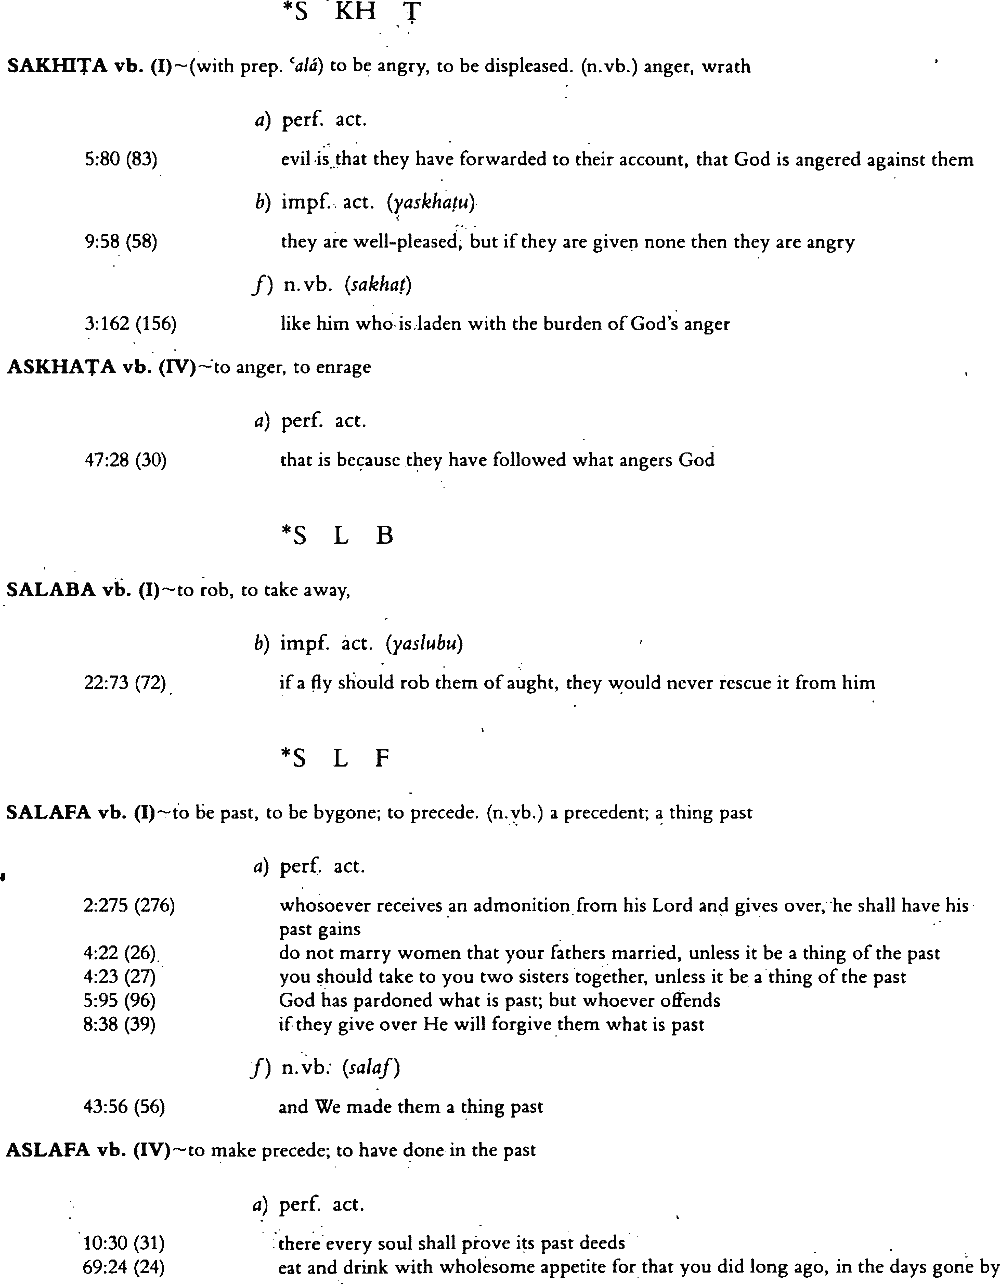 *S KH Ṭ
SAKHIṬA vb. (I)~(with prep. ʿalá) to be angry, to be displeased. (n.vb.) anger, wrath
a) perf. act.
5:80 (83) evil is that they have forwarded to their account, that God is angered against them
b) impf. act. (yaskhaṭu)
9:58 (58) they are well-pleased, but if they are given none then they are angry
f) n.vb. (sakhaṭ)
3:162 (156) like him who is laden with the burden of God's anger
ASKHAṬA vb. (IV)~to anger, to enrage
a) perf. act.
47:28 (30) that is because they have followed what angers God
*S L B
SALABA vb. (I)~to rob, to take away,
b) impf. act. (yaslubu)
22:73 (72) if a fly should rob them of aught, they would never rescue it from him
*S L F
SALAFA vb. (I)~to be past, to be bygone; to precede. (n.vb.) a precedent; a thing past
a) perf. act.
2:275 (276) whosoever receives an admonition from his Lord and gives over, he shall have his
past gains
4:22 (26) do not marry women that your fathers married, unless it be a thing of the past
4:23 (27) you should take to you two sisters together, unless it be a thing of the past
5:95 (96) God has pardoned what is past; but whoever offends
8:38 (39) if they give over He will forgive them what is past
f) n.vb. (salaf)
43:56 (56) and We made them a thing past
ASLAFA vb. (IV)~to make precede; to have done in the past
a) perf. act.
10:30 (31) there every soul shall prove its past deeds
69:24 (24) eat and drink with wholesome appetite for that you did long ago, in the days gone by